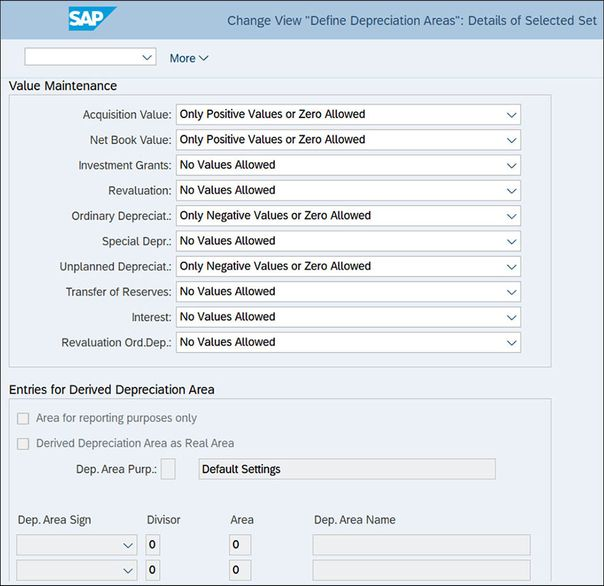 SAP
Change View "Define Depreciation Areas": Details of Selected Set
More
Value Maintenance
Acquisition Value: Only Positive Values or Zero Allowed
Net Book Value: Only Positive Values or Zero Allowed
Investment Grants: No Values Allowed
Revaluation: No Values Allowed
Ordinary Depreciat.: Only Negative Values or Zero Allowed
Special Depr.: No Values Allowed
Unplanned Depreciat.: Only Negative Values or Zero Allowed
Transfer of Reserves: No Values Allowed
Interest: No Values Allowed
Revaluation Ord.Dep.: No Values Allowed
Entries for Derived Depreciation Area
Area for reporting purposes only
Derived Depreciation Area as Real Area
Dep. Area Purp.: Default Settings
Dep. Area Sign Divisor Area Dep. Area Name
0 0
0 0